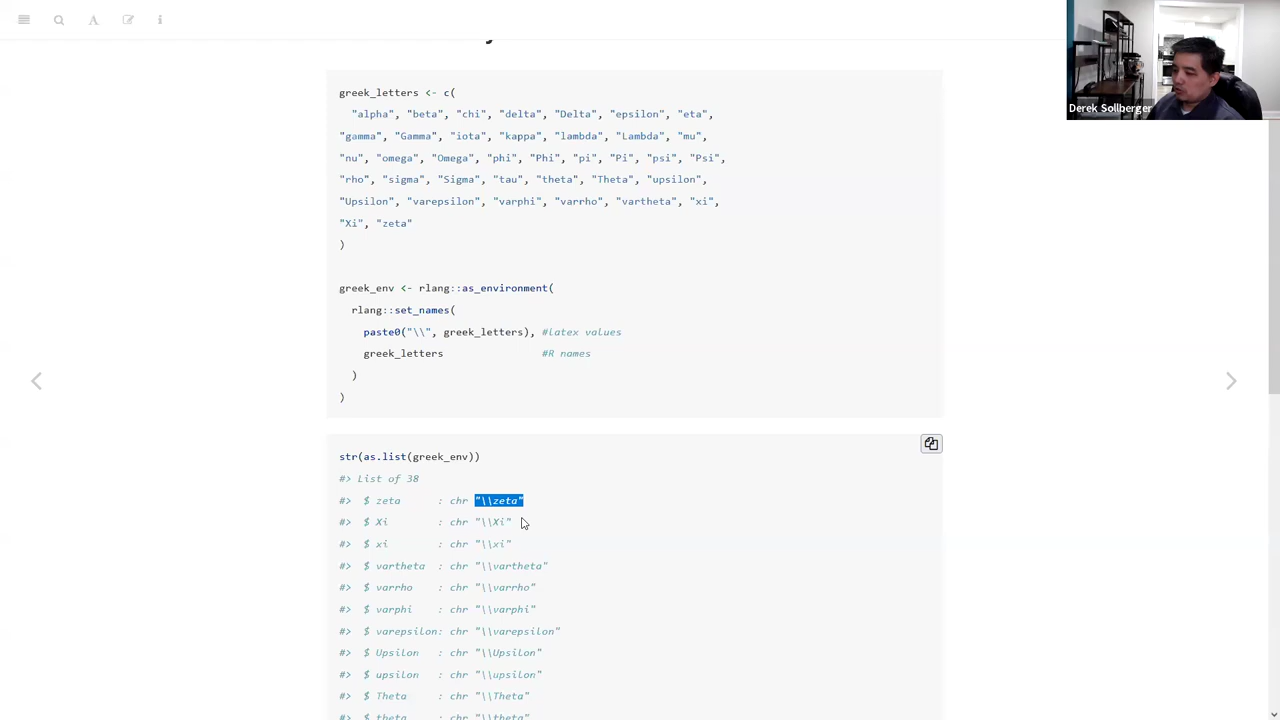 Derek Sollberger
greek_letters <- c(
"alpha", "beta", "chi", "delta", "Delta", "epsilon", "eta",
"gamma", "Gamma", "iota", "kappa", "lambda", "Lambda", "mu",
"nu", "omega", "Omega", "phi", "Phi", "pi", "Pi", "psi", "Psi",
"rho", "sigma", "Sigma", "tau", "theta", "Theta", "upsilon",
"Upsilon", "varepsilon", "varphi", "varrho", "vartheta", "xi",
"Xi", "zeta"
)
greek_env <- rlang::as_environment(
rlang::set_names(
paste0("\\", greek_letters), #latex values
greek_letters #R names
)
)
str(as.list(greek_env))
#> List of 38
#> $ zeta : chr "\\zeta"
#> $ Xi : chr "\\Xi"
#> $ xi : chr "\\xi"
#> $ vartheta : chr "\\vartheta"
#> $ varrho : chr "\\varrho"
#> $ varphi : chr "\\varphi"
#> $ varepsilon: chr "\\varepsilon"
#> $ Upsilon : chr "\\Upsilon"
#> $ upsilon : chr "\\upsilon"
#> $ Theta : chr "\\Theta"
#> $ theta : chr "\\theta"